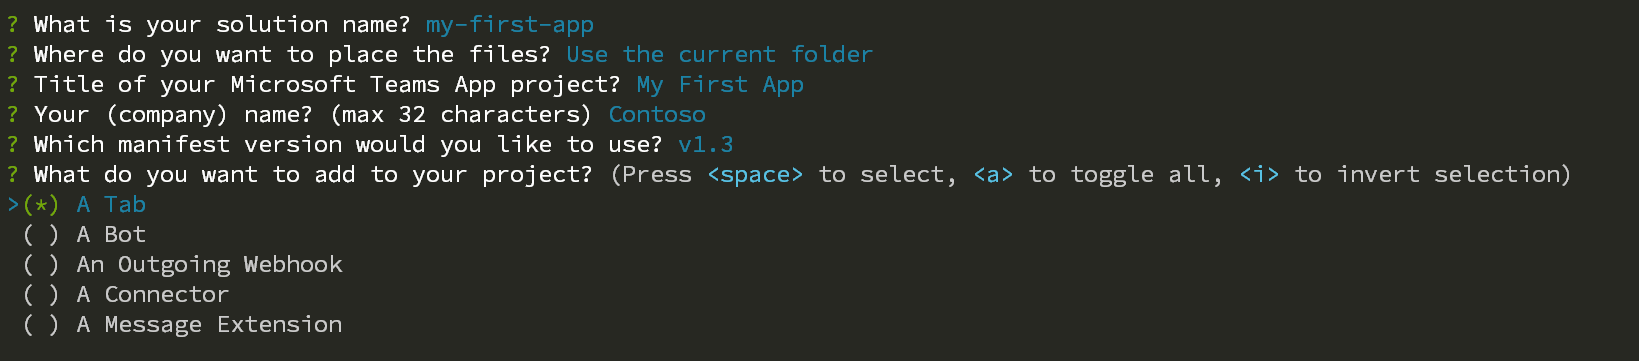 ? What is your solution name? my-first-app
? Where do you want to place the files? Use the current folder
? Title of your Microsoft Teams App project? My First App
? Your (company) name? (max 32 characters) Contoso
? Which manifest version would you like to use? v1.3
? What do you want to add to your project? (Press <space> to select, <a> to toggle all, <i> to invert selection)
>(*) A Tab
 ( ) A Bot
 ( ) An Outgoing Webhook
 ( ) A Connector
 ( ) A Message Extension